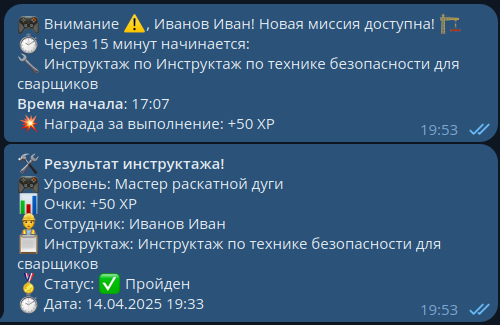 🎮 Внимание ⚠️, Иванов Иван! Новая миссия доступна! 🏗️
⏱️ Через 15 минут начинается:
🔧 Инструктаж по Инструктаж по технике безопасности для
сварщиков
Время начала: 17:07
💥 Награда за выполнение: +50 XP
19:53
🛠️ Результат инструктажа!
🎮 Уровень: Мастер раскатной дуги
📊 Очки: +50 XP
👷 Сотрудник: Иванов Иван
📋 Инструктаж: Инструктаж по технике безопасности для
сварщиков
🏅 Статус: ✅ Пройден
⏱️ Дата: 14.04.2025 19:33
19:53